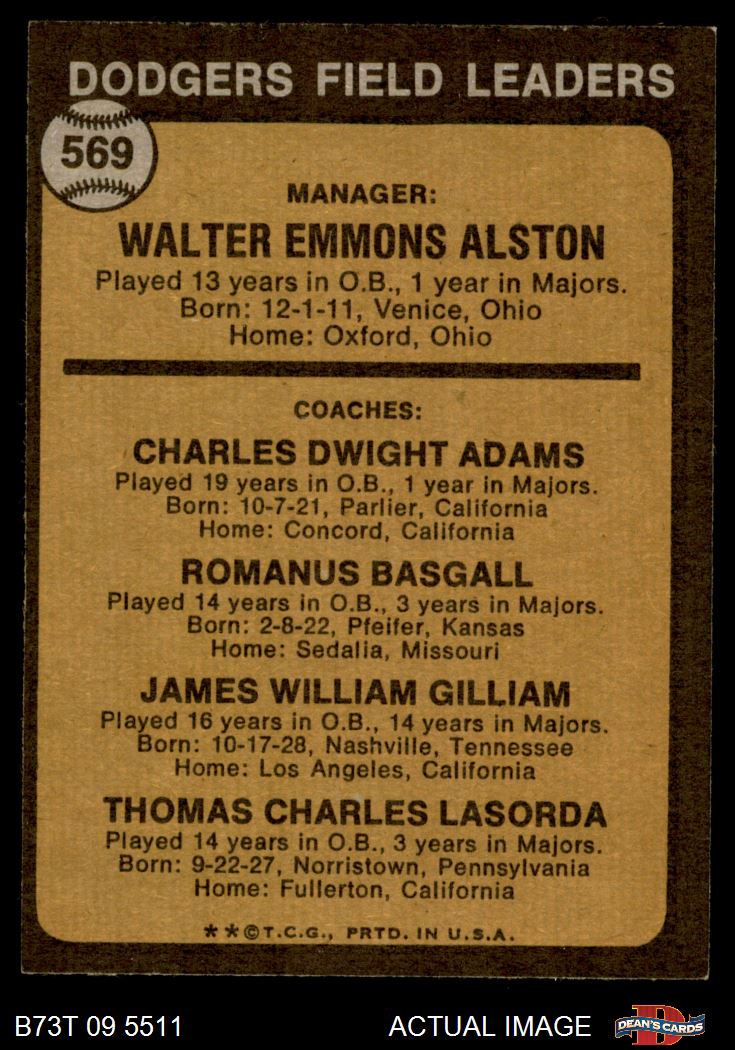 DODGERS FIELD LEADERS
569
MANAGER:
WALTER EMMONS ALSTON
Played 13 years in O.B., 1 year in Majors.
Born: 12-1-11, Venice, Ohio
Home: Oxford, Ohio
COACHES:
CHARLES DWIGHT ADAMS
Played 19 years in O.B., 1 year in Majors.
Born: 10-7-21, Parlier, California
Home: Concord, California
ROMANUS BASGALL
Played 14 years in O.B., 3 years in Majors.
Born: 2-8-22, Pfeifer, Kansas
Home: Sedalia, Missouri
JAMES WILLIAM GILLIAM
Played 16 years in O.B., 14 years in Majors.
Born: 10-17-28, Nashville, Tennessee
Home: Los Angeles, California
THOMAS CHARLES LASORDA
Played 14 years in O.B., 3 years in Majors.
Born: 9-22-27, Norristown, Pennsylvania
Home: Fullerton, California
**©T.C.G., PRTD. IN U.S.A.
B73T 09 5511 ACTUAL IMAGE
D
DEAN'S CARDS